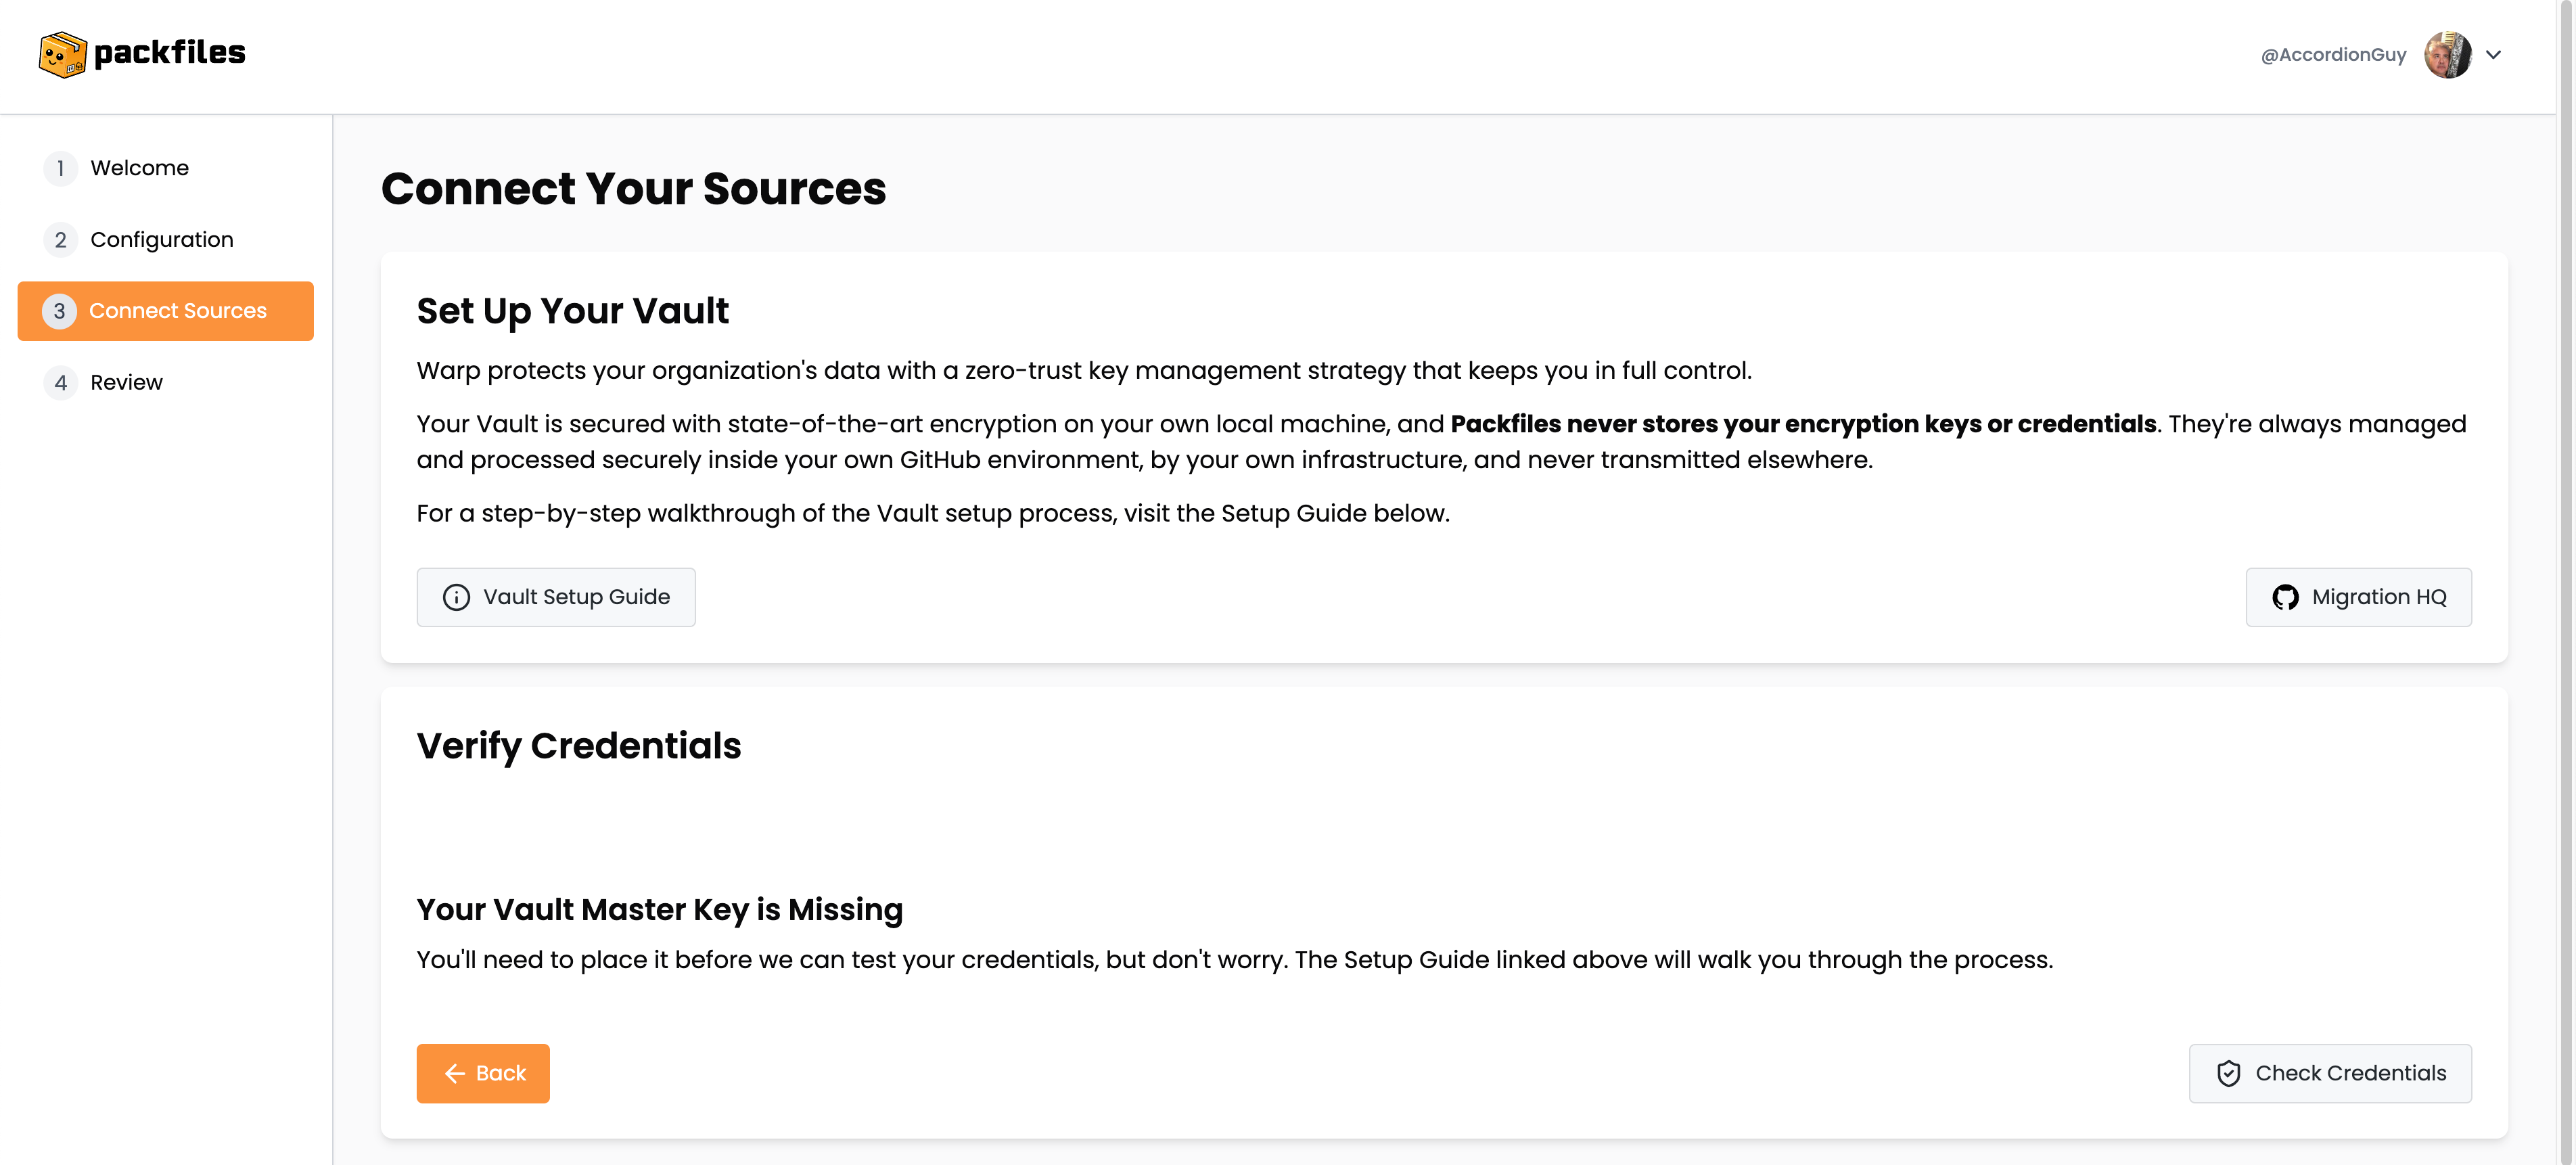 packfiles
@AccordionGuy
1 Welcome
2 Configuration
3 Connect Sources
4 Review
Connect Your Sources
Set Up Your Vault
Warp protects your organization's data with a zero-trust key management strategy that keeps you in full control.
Your Vault is secured with state-of-the-art encryption on your own local machine, and Packfiles never stores your encryption keys or credentials. They're always managed
and processed securely inside your own GitHub environment, by your own infrastructure, and never transmitted elsewhere.
For a step-by-step walkthrough of the Vault setup process, visit the Setup Guide below.
Vault Setup Guide
Migration HQ
Verify Credentials
Your Vault Master Key is Missing
You'll need to place it before we can test your credentials, but don't worry. The Setup Guide linked above will walk you through the process.
Back
Check Credentials